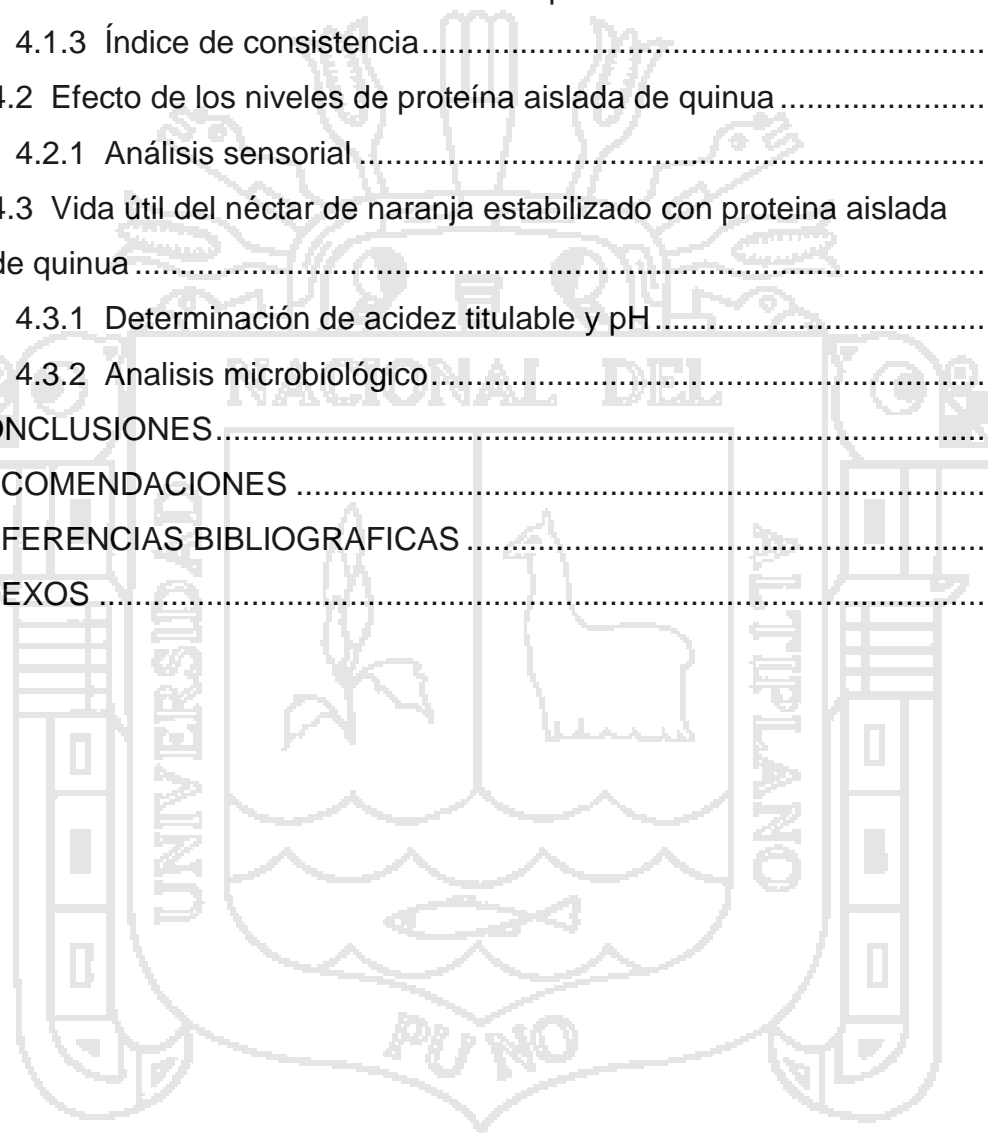 4.1.3 Índice de consistencia....................................................................
4.2 Efecto de los niveles de proteína aislada de quinua .......................
4.2.1 Análisis sensorial ..........................................................................
4.3 Vida útil del néctar de naranja estabilizado con proteina aislada
de quinua ..................................................................................................
4.3.1 Determinación de acidez titulable y pH .....................................
4.3.2 Analisis microbiológico.................................................................
ONCLUSIONES.........................................................................................
COMENDACIONES ................................................................................
FERENCIAS BIBLIOGRAFICAS .............................................................
EXOS .......................................................................................................
NACIONAL DEL
UNIVERSIDAD
ALTIPLANO
PUNO